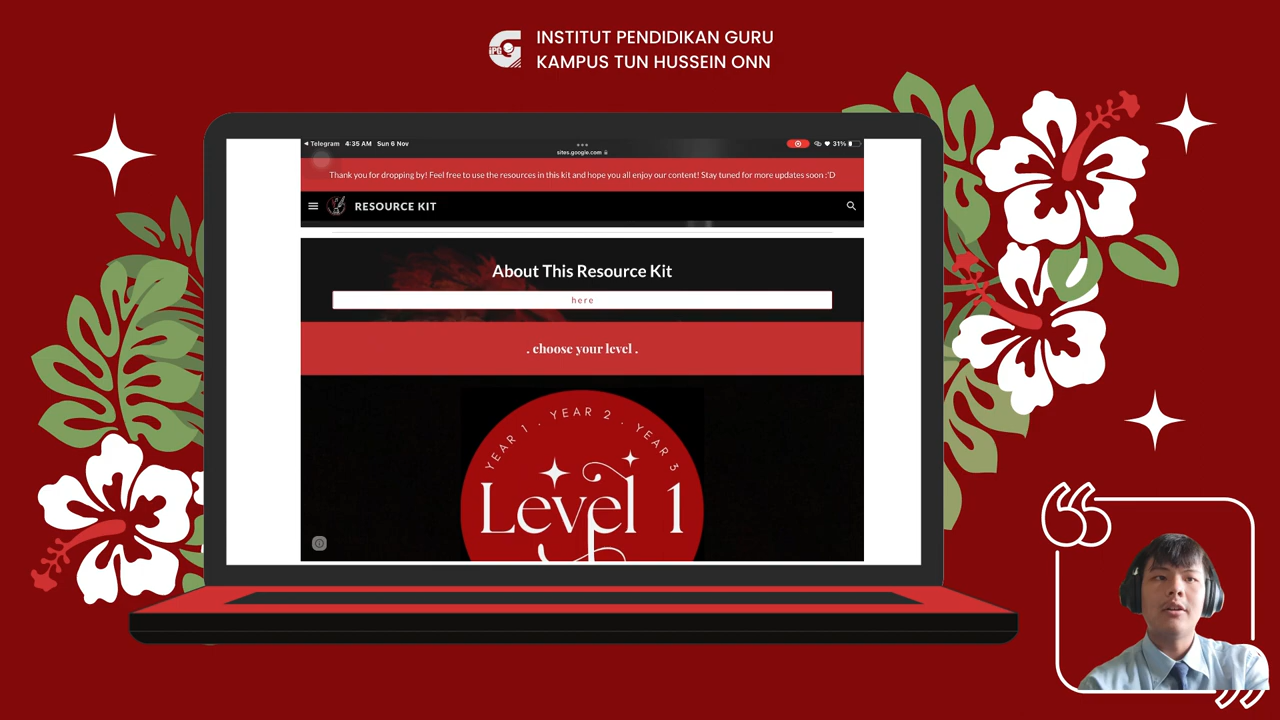 iPG
INSTITUT PENDIDIKAN GURU
KAMPUS TUN HUSSEIN ONN
Telegram 4:35 AM Sun 6 Nov
31%
sites.google.com
Thank you for dropping by! Feel free to use the resources in this kit and hope you all enjoy our content! Stay tuned for more updates soon :'D
RESOURCE KIT
About This Resource Kit
here
. choose your level .
YEAR 1 . YEAR 2 . YEAR 3
Level 1